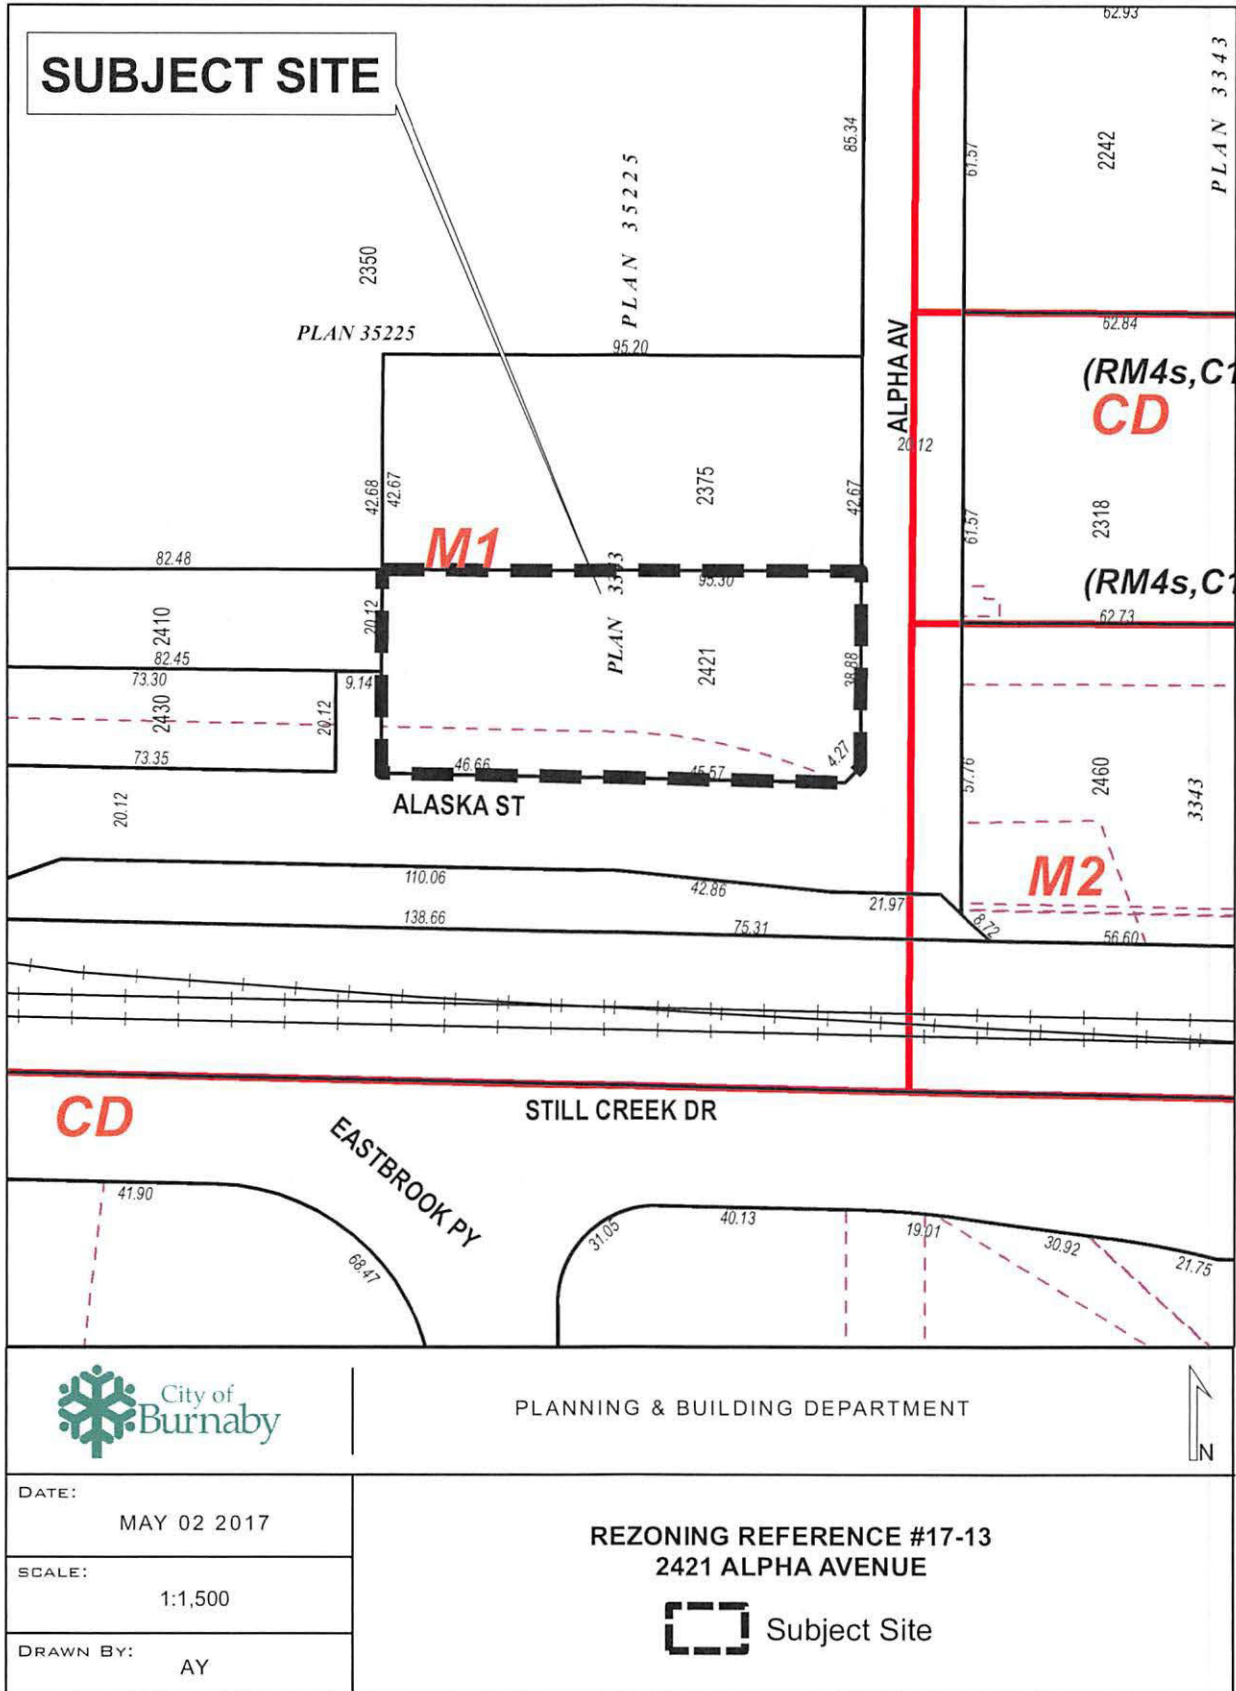 SUBJECT SITE
62.93
PLAN 3343
2242
85.34
61.57
PLAN 35225
2350
PLAN 35225
95.20
ALPHA AV
62.84
(RM4s,C1
CD
20.12
42.68
42.67
2375
42.67
61.57
2318
M1
82.48
95.30
(RM4s,C1
62.73
2410
20.12
PLAN 3343
2421
38.88
82.45
73.30
9.14
2430
20.12
73.35
46.66
45.57
4.27
57.76
2460
3343
ALASKA ST
20.12
M2
110.06
42.86
21.97
8.72
138.66
75.31
56.60
CD
STILL CREEK DR
EASTBROOK PY
41.90
68.47
31.05
40.13
19.01
30.92
21.75
City of
Burnaby
PLANNING & BUILDING DEPARTMENT
N
DATE:
MAY 02 2017
SCALE:
1:1,500
DRAWN BY:
AY
REZONING REFERENCE #17-13
2421 ALPHA AVENUE
Subject Site